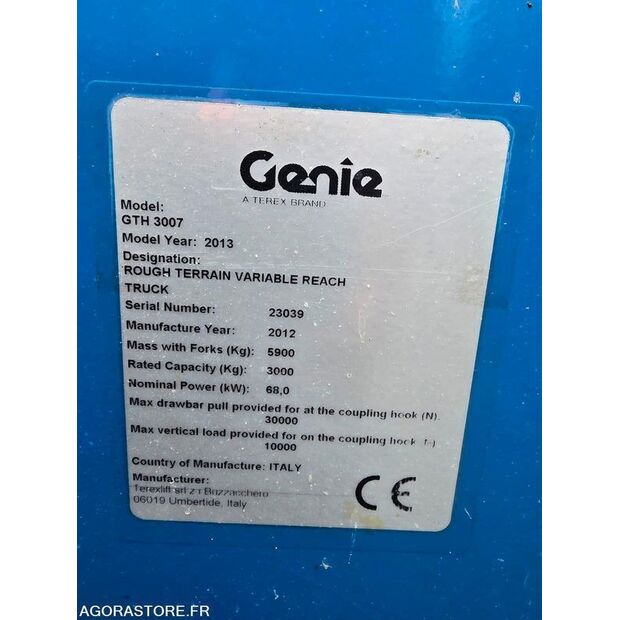 Genie
A TEREX BRAND
Model:
GTH 3007
Model Year: 2013
Designation:
ROUGH TERRAIN VARIABLE REACH
TRUCK
Serial Number: 23039
Manufacture Year: 2012
Mass with Forks (Kg): 5900
Rated Capacity (Kg): 3000
Nominal Power (kW): 68,0
Max drawbar pull provided for at the coupling hook (N).
30000
Max vertical load provided for on the coupling hook
10000
Country of Manufacture: ITALY
Manufacturer:
Terexlift srl z.i Buzzacchero
06019 Umbertide, Italy
CE
AGORASTORE.FR